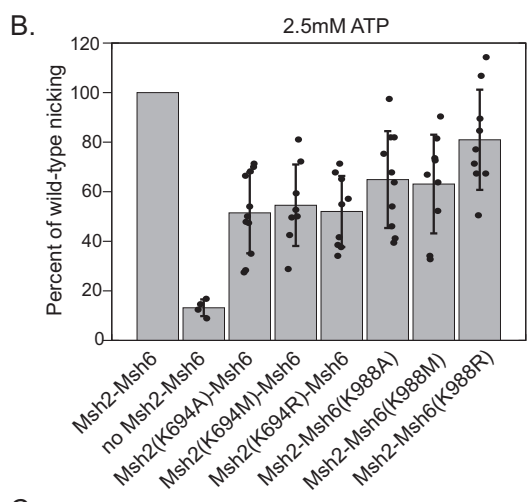 B.
2.5mM ATP
Percent of wild-type nicking
120
100
80
60
40
20
0
Msh2-Msh6
no Msh2-Msh6
Msh2(K694A)-Msh6
Msh2(K694M)-Msh6
Msh2(K694R)-Msh6
Msh2-Msh6(K988A)
Msh2-Msh6(K988M)
Msh2-Msh6(K988R)